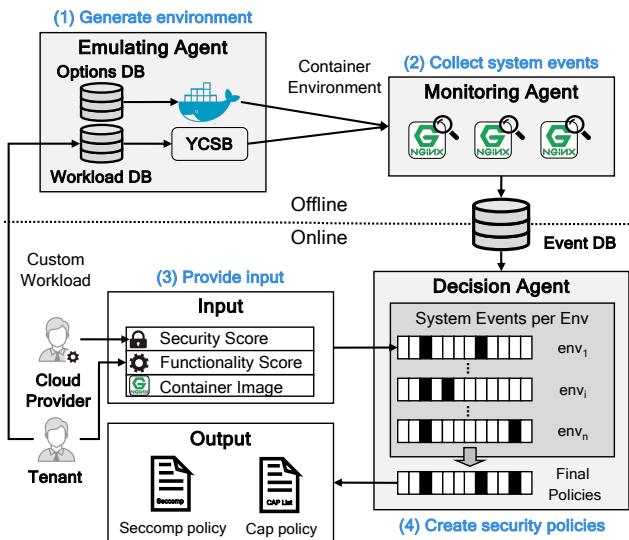 (1) Generate environment
Emulating Agent
Options DB
YCSB
Workload DB
Container
Environment
(2) Collect system events
Monitoring Agent
NGiNX
NGiNX
NGiNX
Offline
Online
Event DB
Custom
Workload
(3) Provide input
Input
Security Score
Functionality Score
NGiNX
Container Image
Cloud
Provider
Tenant
Decision Agent
System Events per Env
env1
envi
envn
Final
Policies
Output
Seccomp
CAP List
Seccomp policy
Cap policy
(4) Create security policies